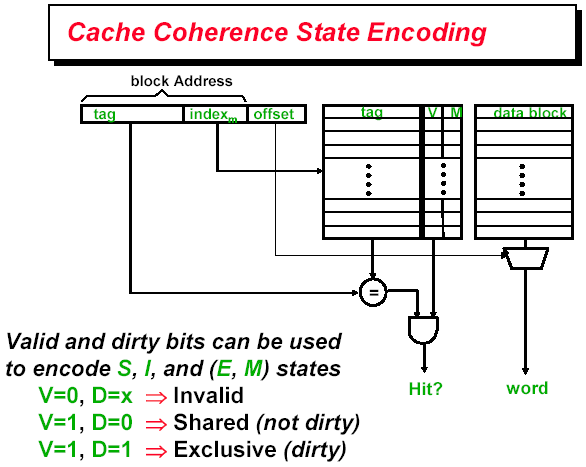 Cache Coherence State Encoding
block Address
tag indexm offset
tag V M data block
=
Hit?
word
Valid and dirty bits can be used
to encode S, I, and (E, M) states
V=0, D=x ⇒ Invalid
V=1, D=0 ⇒ Shared (not dirty)
V=1, D=1 ⇒ Exclusive (dirty)